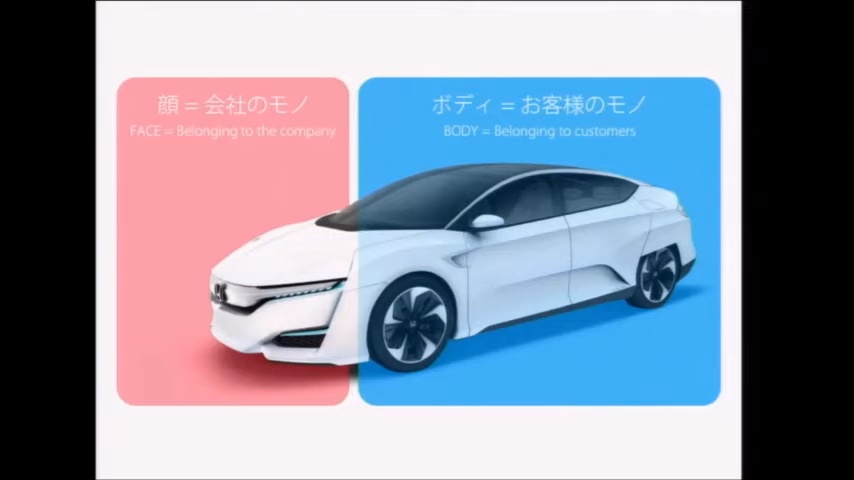 顔 = 会社のモノ
FACE = Belonging to the company
ボディ = お客様のモノ
BODY = Belonging to customers